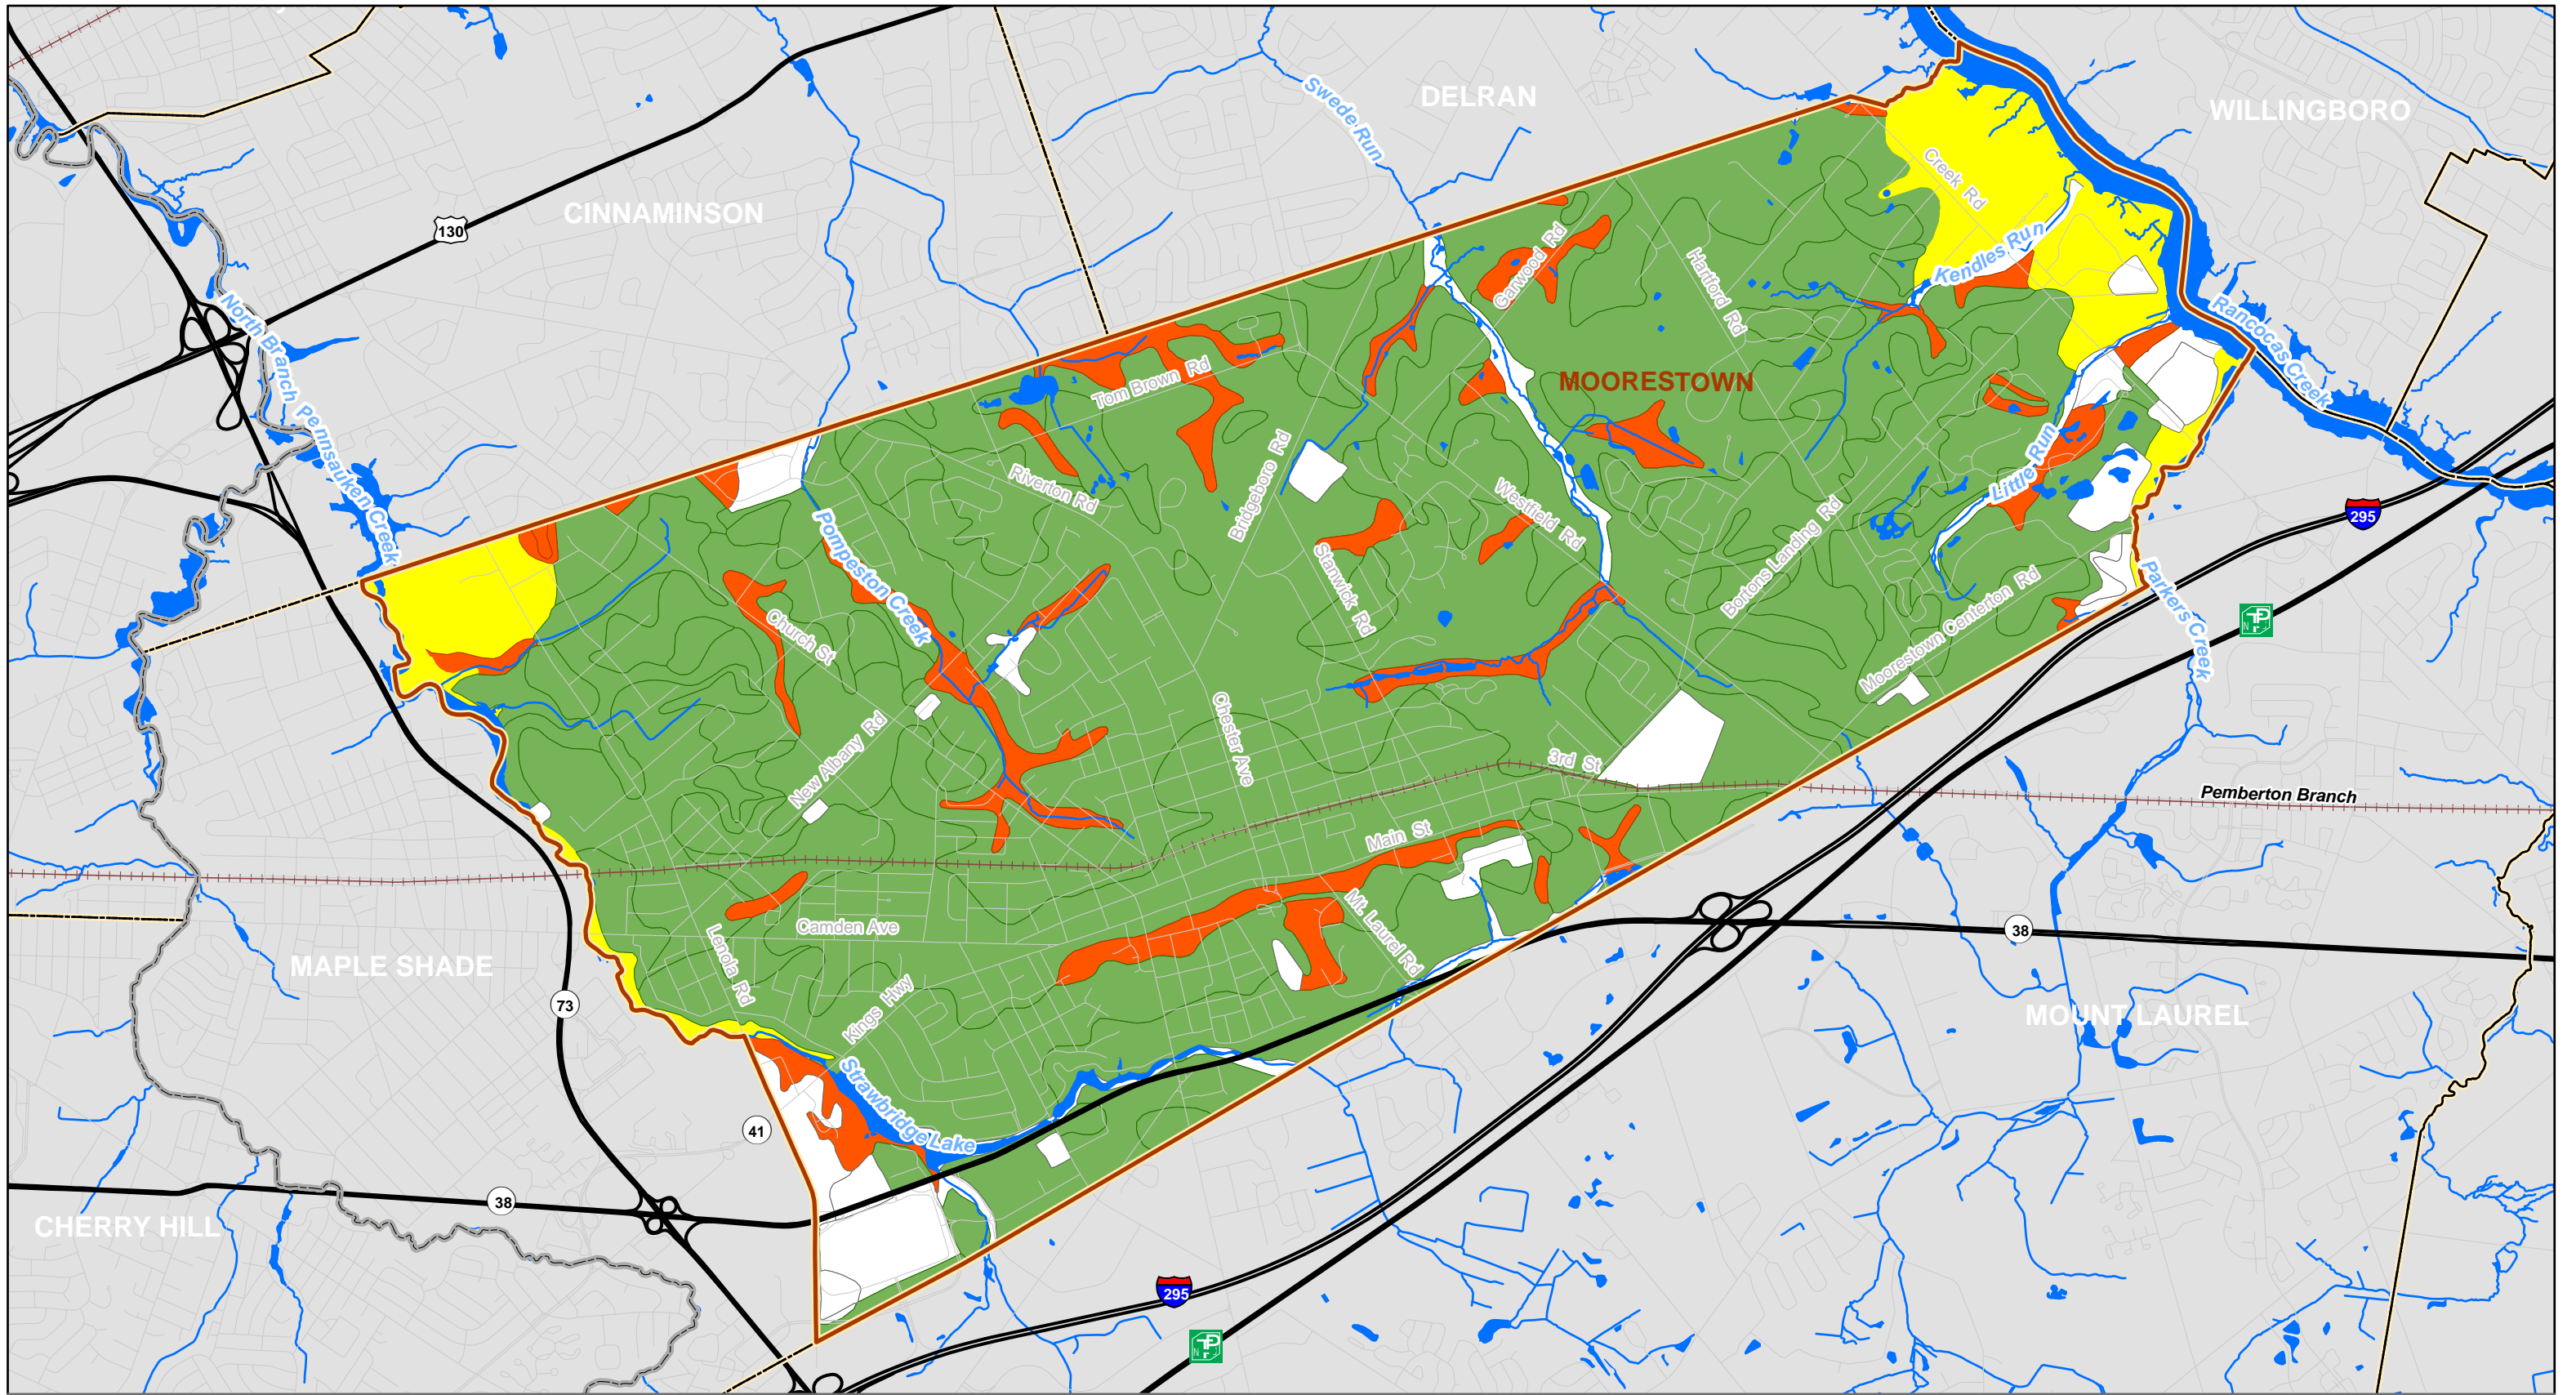 DELRAN
WILLINGBORO
Swede Run
CINNAMINSON
130
Creek Rd
Kendles Run
Garwood Rd
Hartford Rd
North Branch Pennsauken Creek
Rancocas Creek
MOORESTOWN
Tom Brown Rd
Riverton Rd
Bridgeboro Rd
Westfield Rd
Little Run
Bortons Landing Rd
295
Pompeston Creek
Stanwick Rd
Church St
Moorestown Centerton Rd
Parkers Creek
New Albany Rd
Chester Ave
3rd St
Pemberton Branch
Main St
Mt. Laurel Rd
Camden Ave
Lenola Rd
Kings Hwy
MAPLE SHADE
73
38
MOUNT LAUREL
Strawbridge Lake
41
38
CHERRY HILL
295